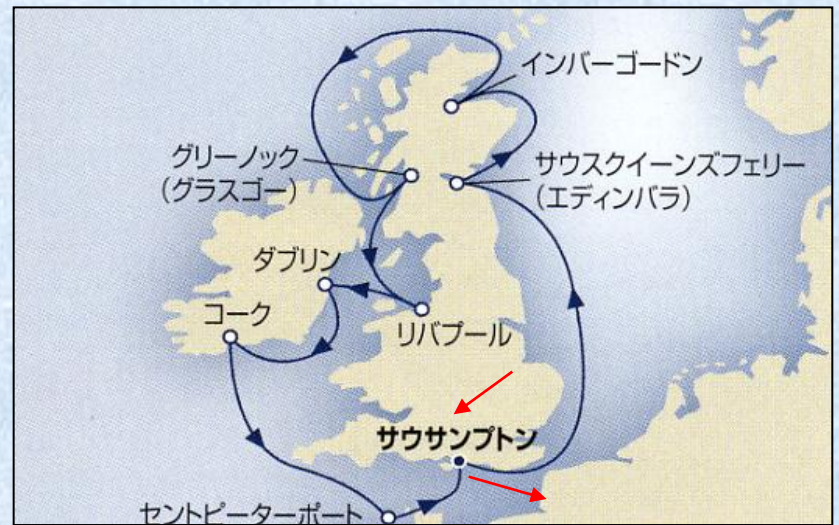 インバーゴードン
グリーノック
(グラスゴー)
サウスクイーンズフェリー
(エディンバラ)
ダブリン
コーク
リバプール
サウサンプトン
セントピーターポート